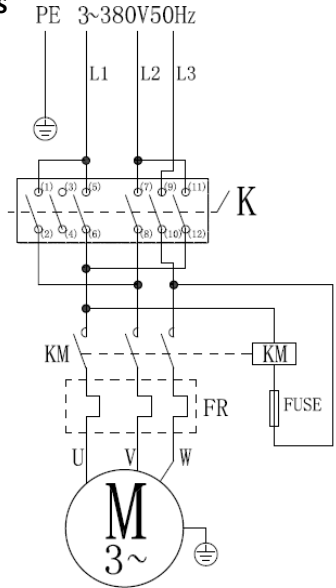 s
PE 3~380V50Hz
L1 L2 L3
(1) (3) (5) (7) (9) (11)
K
(2) (4) (6) (8) (10) (12)
KM KM
FUSE
FR
U V W
M
3~